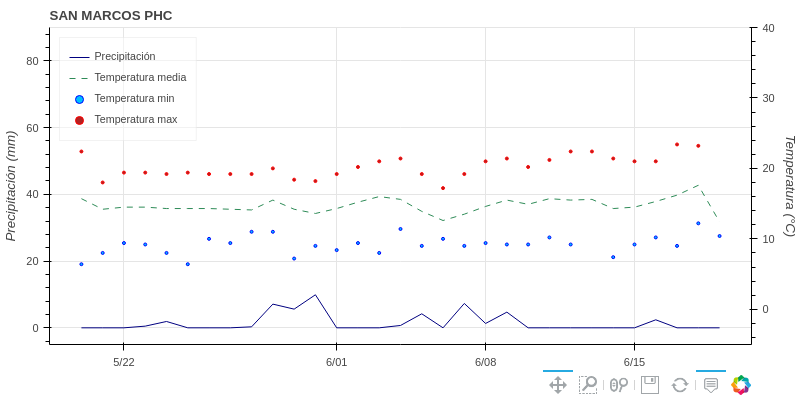 SAN MARCOS PHC
Precipitación
Temperatura media
Temperatura min
Temperatura max
Precipitación (mm)
80
60
40
20
0
Temperatura (°C)
40
30
20
10
0
5/22
6/01
6/08
6/15